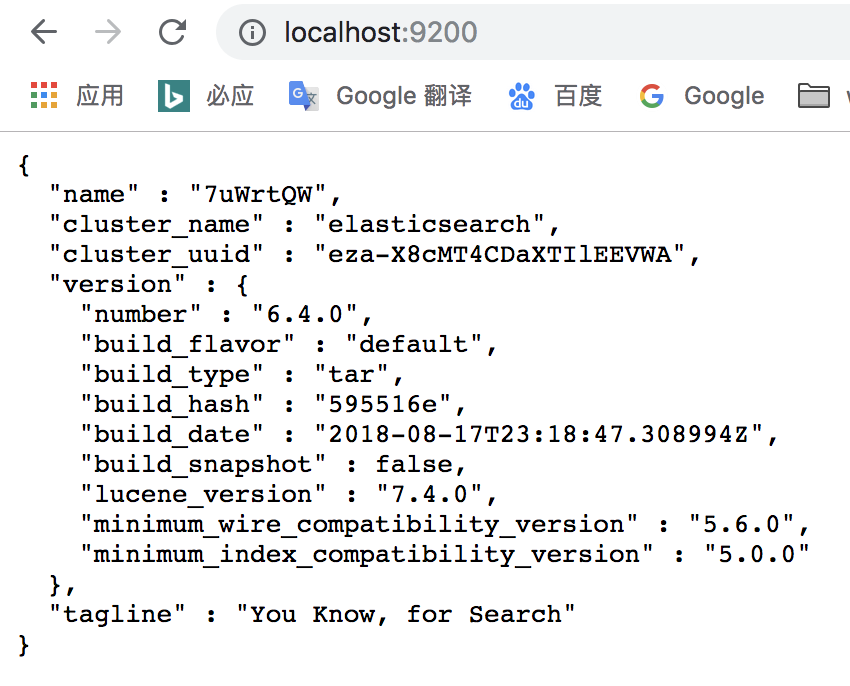 localhost:9200
应用 必应 Google 翻译 百度 Google
{
  "name" : "7uWrtQW",
  "cluster_name" : "elasticsearch",
  "cluster_uuid" : "eza-X8cMT4CDaXTIlEEVWA",
  "version" : {
    "number" : "6.4.0",
    "build_flavor" : "default",
    "build_type" : "tar",
    "build_hash" : "595516e",
    "build_date" : "2018-08-17T23:18:47.308994Z",
    "build_snapshot" : false,
    "lucene_version" : "7.4.0",
    "minimum_wire_compatibility_version" : "5.6.0",
    "minimum_index_compatibility_version" : "5.0.0"
  },
  "tagline" : "You Know, for Search"
}